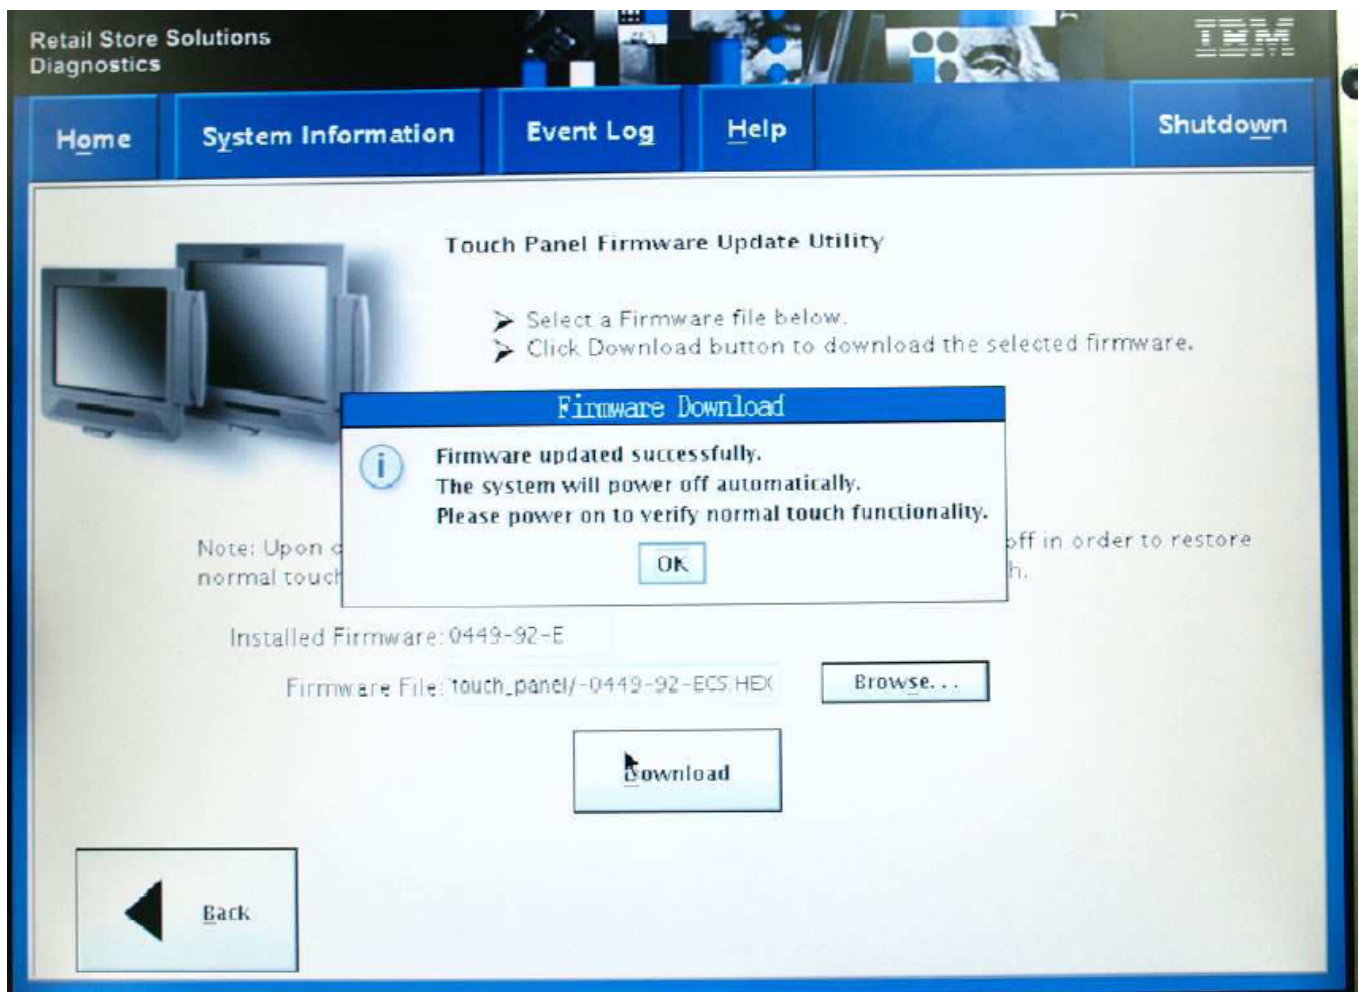 Retail Store Solutions
Diagnostics
IBM
Home
System Information
Event Log
Help
Shutdown
Touch Panel Firmware Update Utility
➢ Select a Firmware file below.
➢ Click Download button to download the selected firmware.
Firmware Download
Firmware updated successfully.
The system will power off automatically.
Please power on to verify normal touch functionality.
OK
Note: Upon off in order to restore
normal touch
Installed Firmware: 0449-92-E
Firmware File: touch_panel/-0449-92-ECS.HEX
Browse...
Download
Back